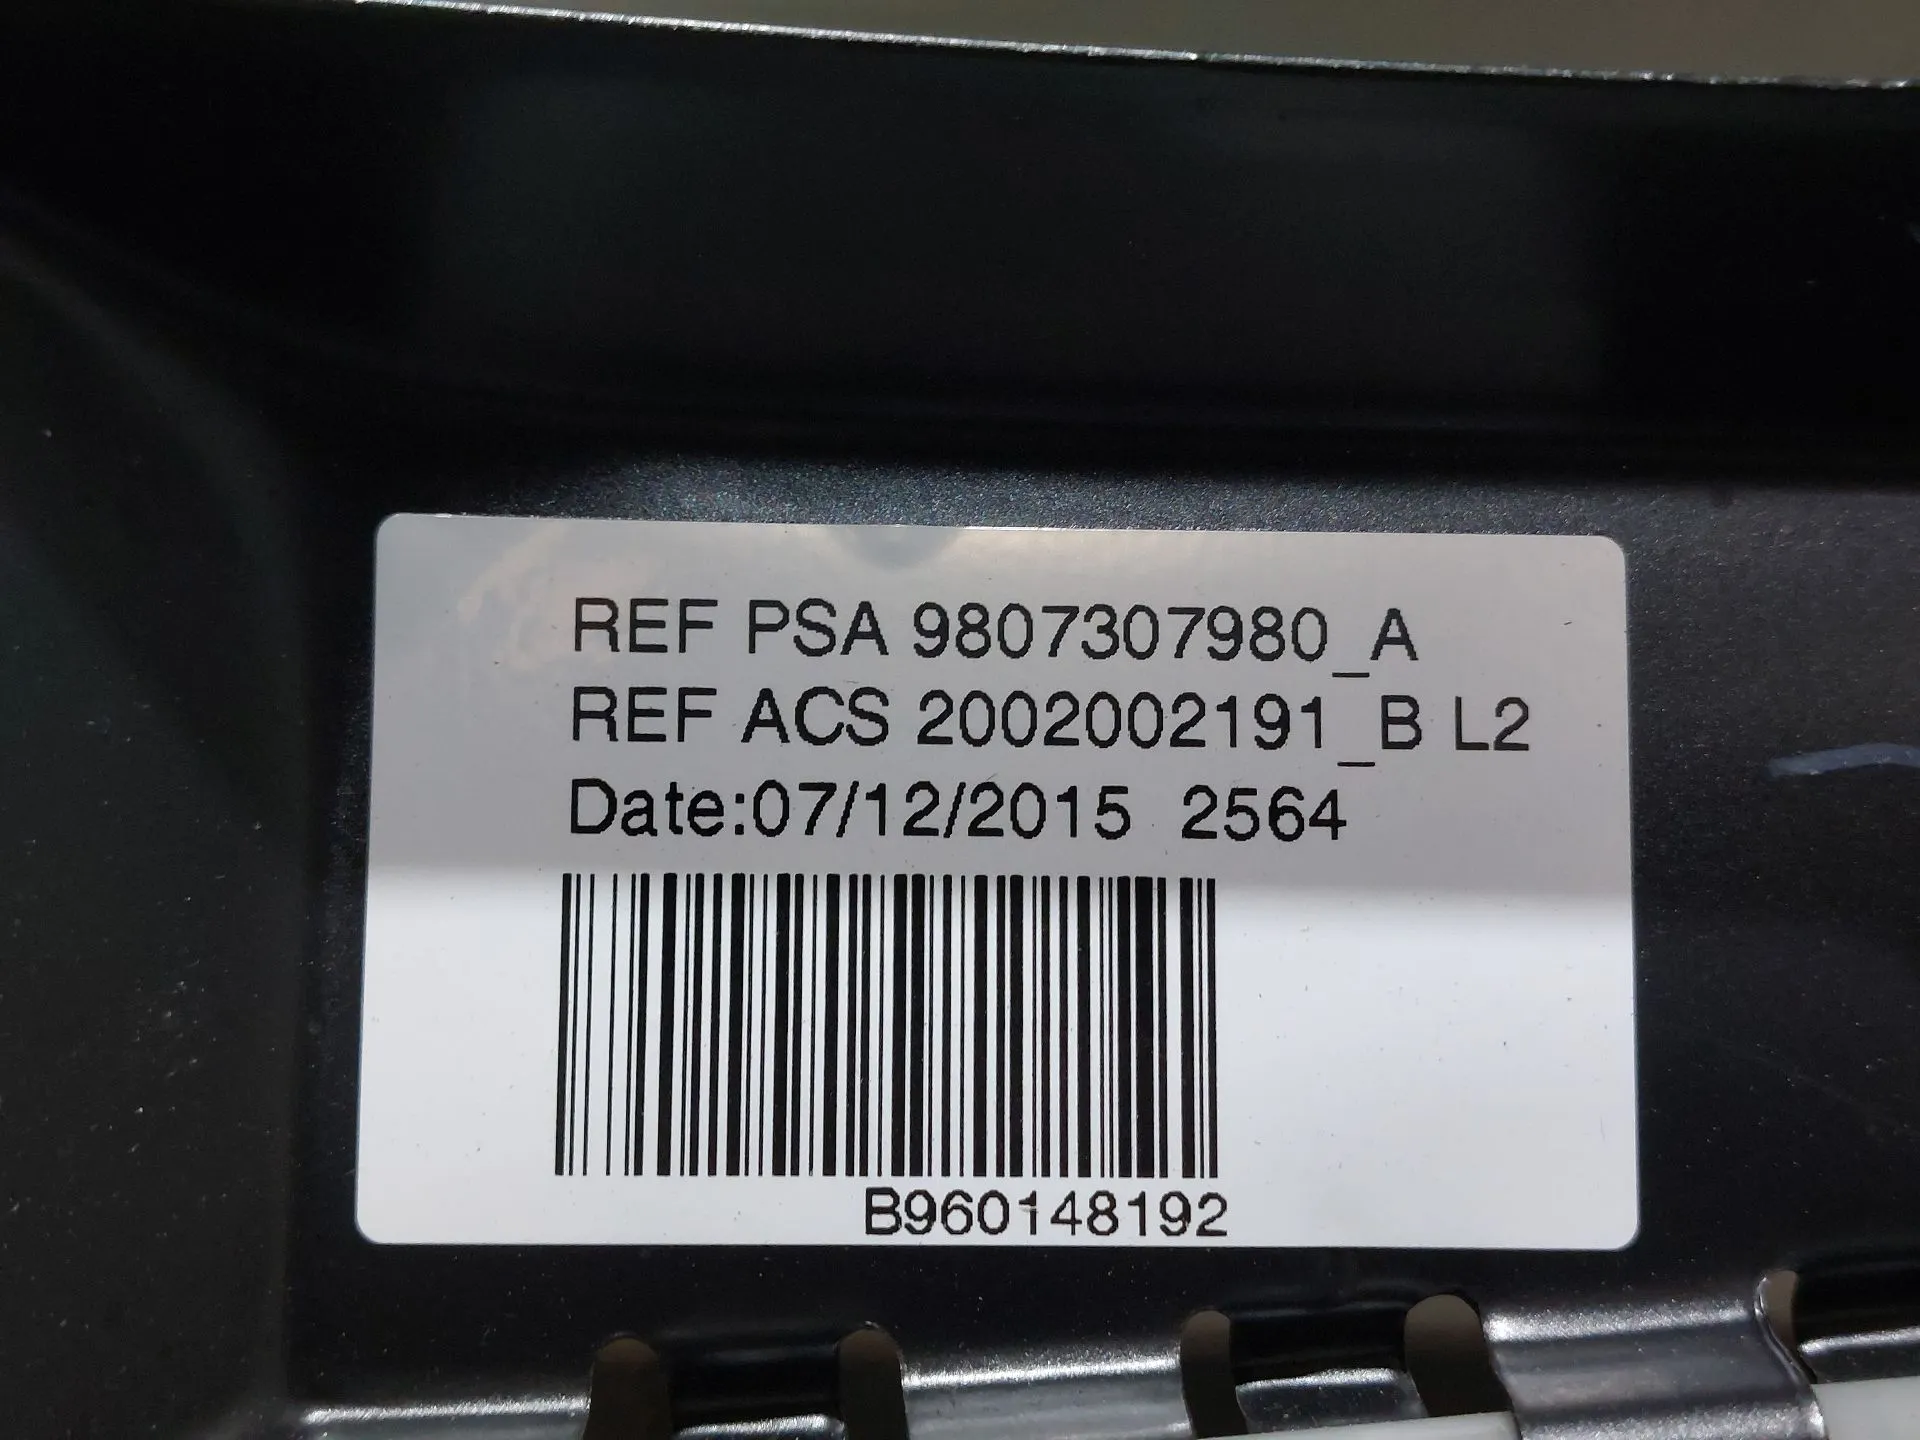 REF PSA 9807307980_A
REF ACS 2002002191_B L2
Date:07/12/2015 2564
B960148192